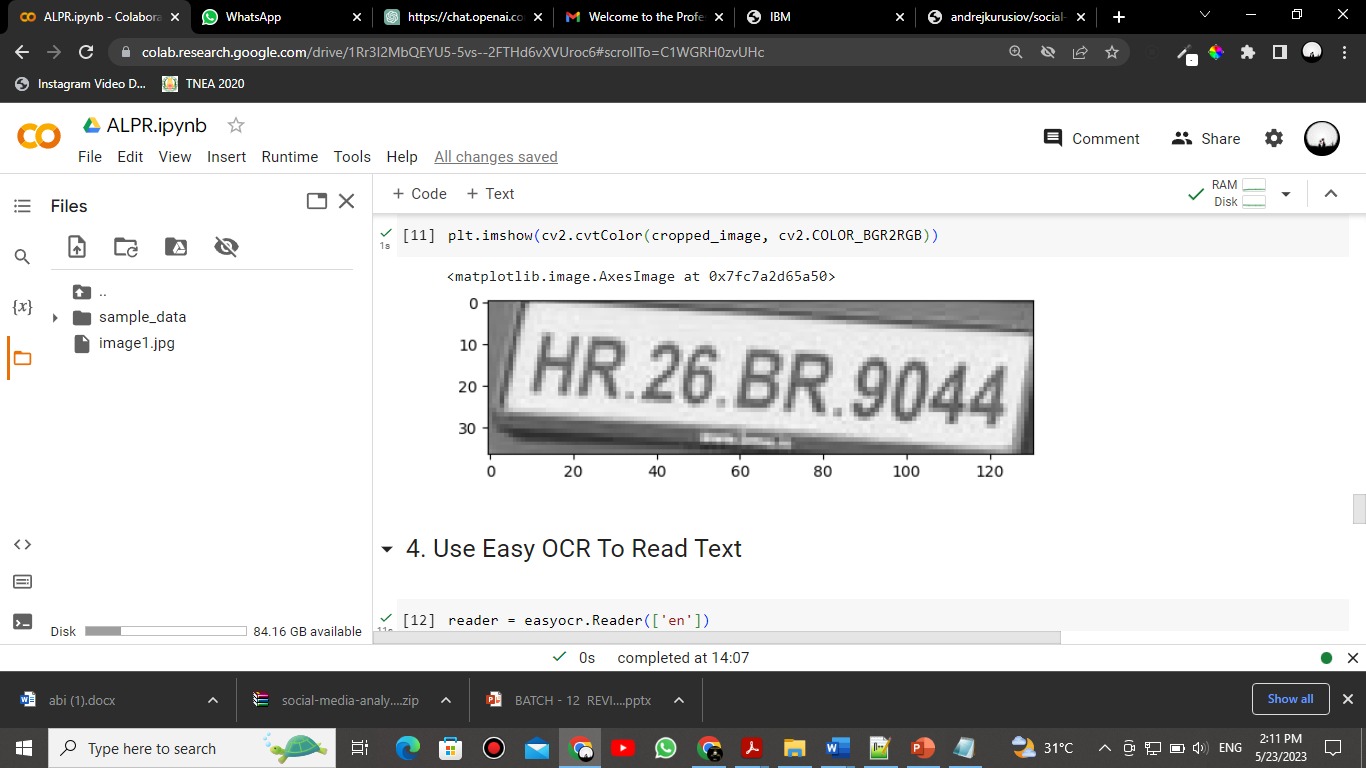 ALPR.ipynb - Colabora
WhatsApp
https://chat.openai.co
Welcome to the Profe
IBM
andrejkurusiov/social-
colab.research.google.com/drive/1Rr3I2MbQEYU5-5vs--2FTHd6vXVUroc6#scrollTo=C1WGRH0zvUHc
Instagram Video D...
TNEA 2020
ALPR.ipynb
File Edit View Insert Runtime Tools Help All changes saved
Comment
Share
Files
+ Code + Text
RAM
Disk
..
sample_data
image1.jpg
{x}
1s
[11] plt.imshow(cv2.cvtColor(cropped_image, cv2.COLOR_BGR2RGB))
<matplotlib.image.AxesImage at 0x7fc7a2d65a50>
0
10
20
30
HR.26.BR.9044
0 20 40 60 80 100 120
4. Use Easy OCR To Read Text
[12] reader = easyocr.Reader(['en'])
11s
Disk 84.16 GB available
0s completed at 14:07
abi (1).docx
social-media-analy....zip
BATCH - 12 REVI....pptx
Show all
Type here to search
31°C
ENG
2:11 PM
5/23/2023